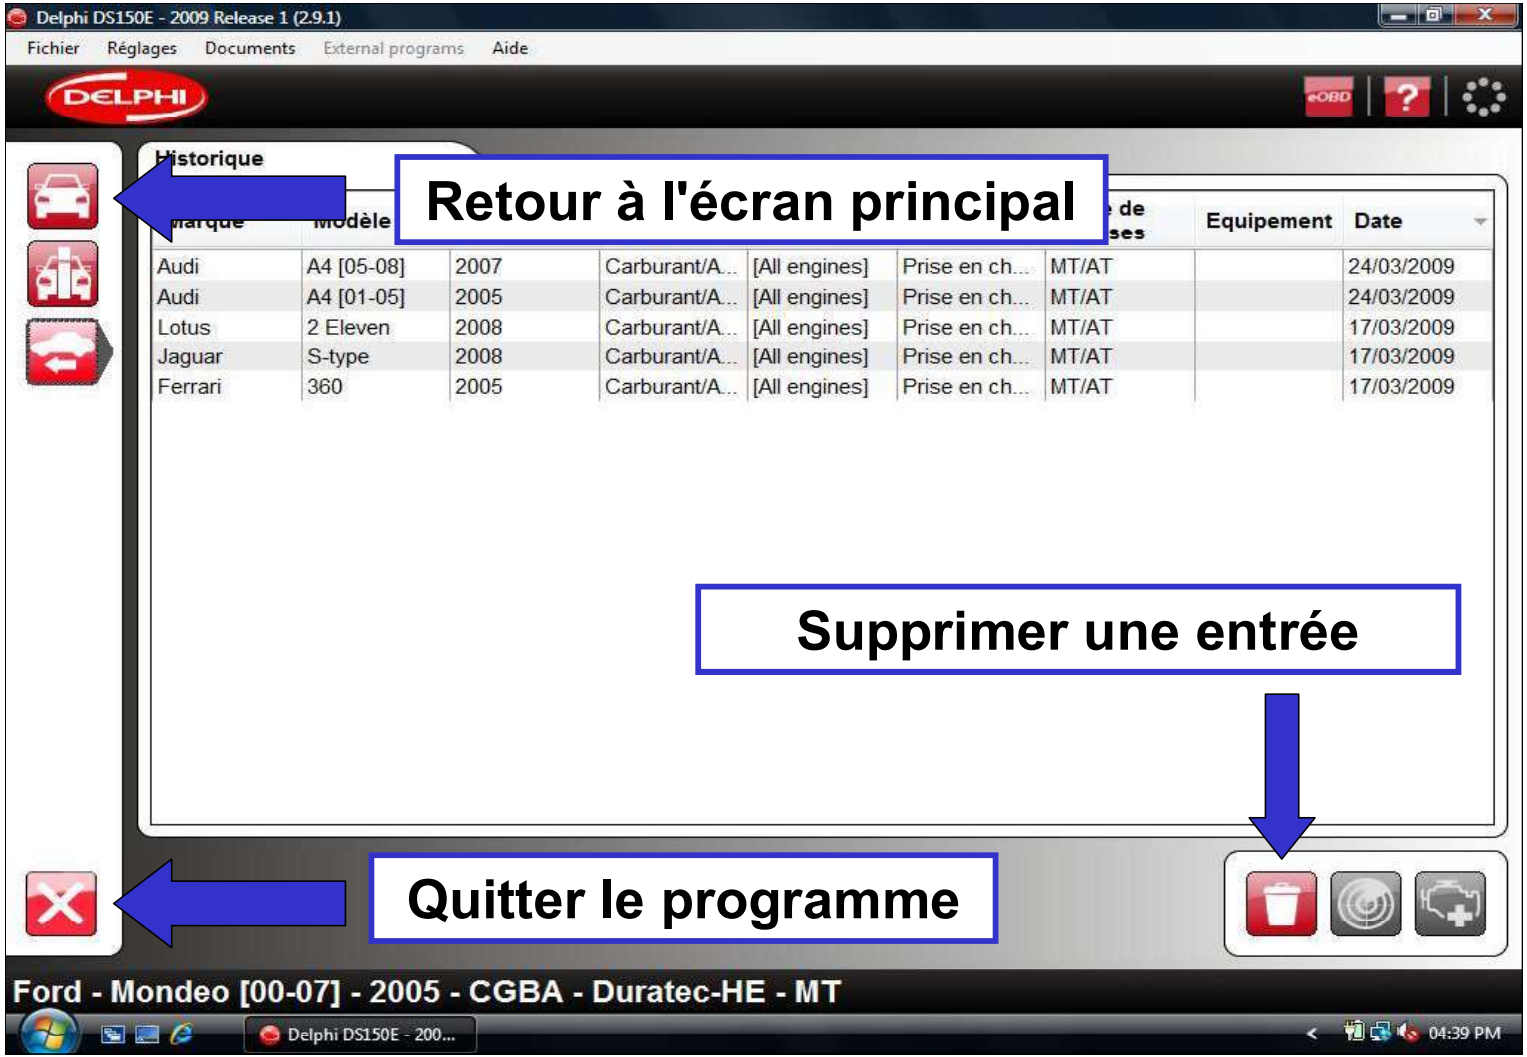 Delphi DS150E - 2009 Release 1 (2.9.1)
Fichier Réglages Documents External programs Aide
DELPHI
eOBD ?
Historique
Retour à l'écran principal
Marque Modèle de Equipement Date
Audi A4 [05-08] 2007 Carburant/A... [All engines] Prise en ch... MT/AT 24/03/2009
Audi A4 [01-05] 2005 Carburant/A... [All engines] Prise en ch... MT/AT 24/03/2009
Lotus 2 Eleven 2008 Carburant/A... [All engines] Prise en ch... MT/AT 17/03/2009
Jaguar S-type 2008 Carburant/A... [All engines] Prise en ch... MT/AT 17/03/2009
Ferrari 360 2005 Carburant/A... [All engines] Prise en ch... MT/AT 17/03/2009
Supprimer une entrée
Quitter le programme
Ford - Mondeo [00-07] - 2005 - CGBA - Duratec-HE - MT
Delphi DS150E - 200... < 04:39 PM